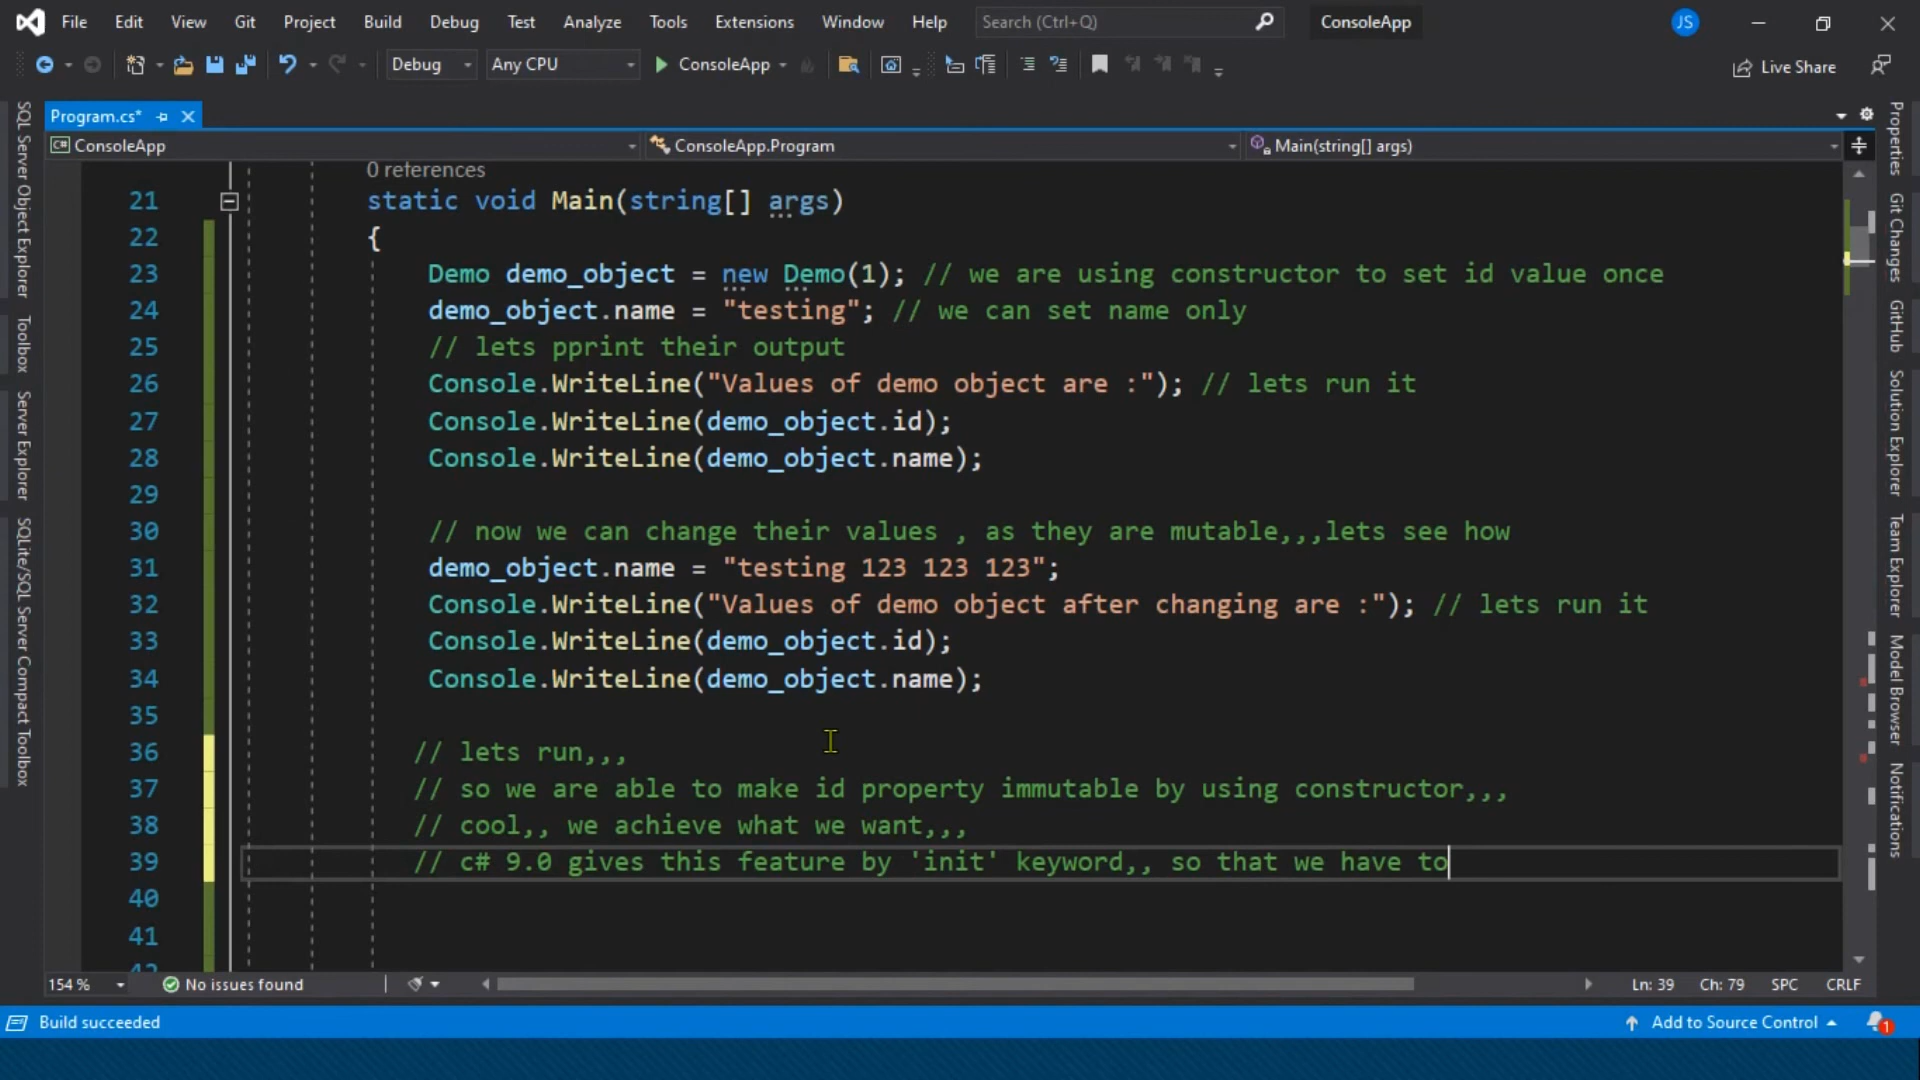 File Edit View Git Project Build Debug Test Analyze Tools Extensions Window Help Search (Ctrl+Q) ConsoleApp JS
Debug Any CPU ConsoleApp Live Share
Program.cs*
C# ConsoleApp ConsoleApp.Program Main(string[] args)
0 references
21 static void Main(string[] args)
22 {
23 Demo demo_object = new Demo(1); // we are using constructor to set id value once
24 demo_object.name = "testing"; // we can set name only
25 // lets pprint their output
26 Console.WriteLine("Values of demo object are :"); // lets run it
27 Console.WriteLine(demo_object.id);
28 Console.WriteLine(demo_object.name);
29
30 // now we can change their values , as they are mutable,,,lets see how
31 demo_object.name = "testing 123 123 123";
32 Console.WriteLine("Values of demo object after changing are :"); // lets run it
33 Console.WriteLine(demo_object.id);
34 Console.WriteLine(demo_object.name);
35
36 // lets run,,,
37 // so we are able to make id property immutable by using constructor,,,
38 // cool,, we achieve what we want,,,
39 // c# 9.0 gives this feature by 'init' keyword,, so that we have to
40
41
42
154 % No issues found Ln: 39 Ch: 79 SPC CRLF
Build succeeded Add to Source Control 1
SQL Server Object Explorer
Toolbox
Server Explorer
SQLite/SQL Server Compact Toolbox
Properties
Git Changes
GitHub
Solution Explorer
Team Explorer
Model Browser
Notifications